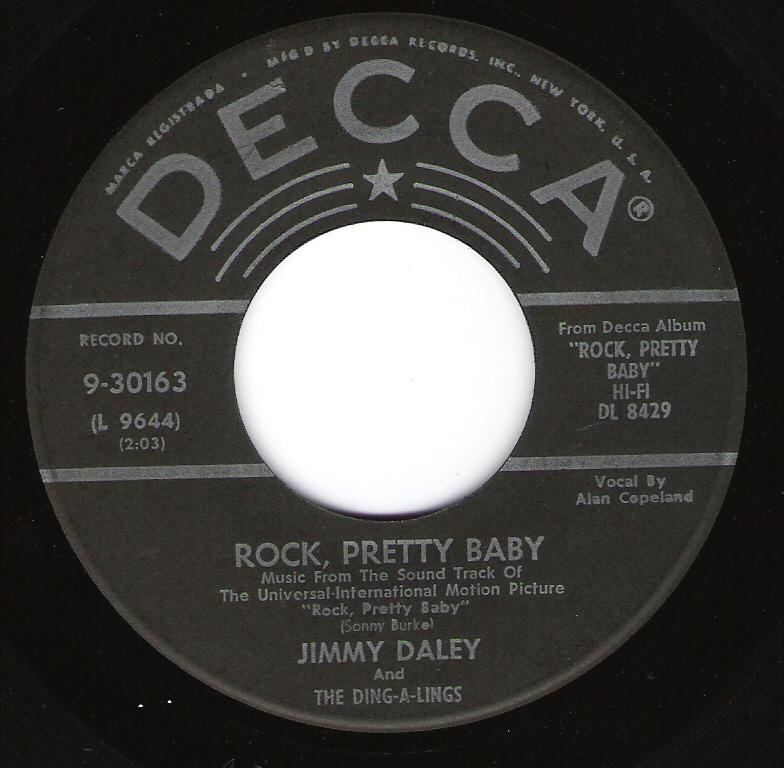 MARCA REGISTRADA • MFG'D BY DECCA RECORDS, INC., NEW YORK, U. S. A.
DECCA ®
RECORD NO.
9-30163
(L 9644)
(2:03)
From Decca Album
"ROCK, PRETTY
BABY"
HI-FI
DL 8429
Vocal By
Alan Copeland
ROCK, PRETTY BABY
Music From The Sound Track Of
The Universal-International Motion Picture
"Rock, Pretty Baby"
(Sonny Burke)
JIMMY DALEY
And
THE DING-A-LINGS